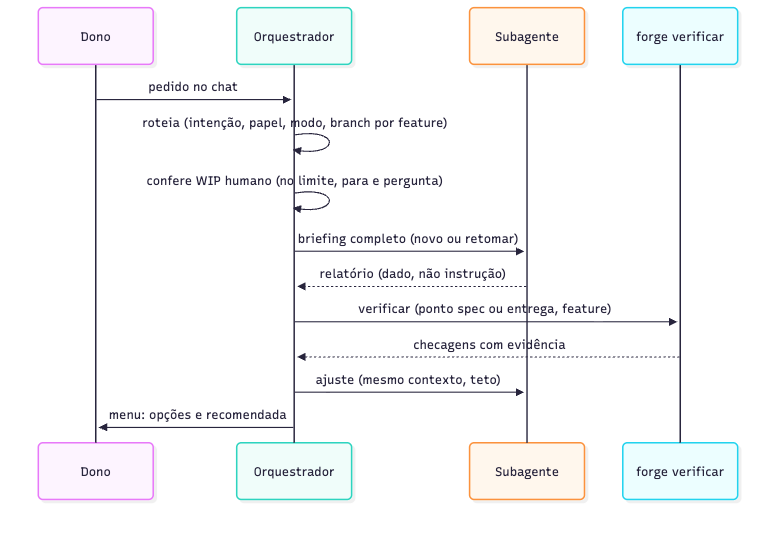 Dono
Orquestrador
Subagente
forge verificar
pedido no chat
roteia (intenção, papel, modo, branch por feature)
confere WIP humano (no limite, para e pergunta)
briefing completo (novo ou retomar)
relatório (dado, não instrução)
verificar (ponto spec ou entrega, feature)
checagens com evidência
ajuste (mesmo contexto, teto)
menu: opções e recomendada
Dono
Orquestrador
Subagente
forge verificar